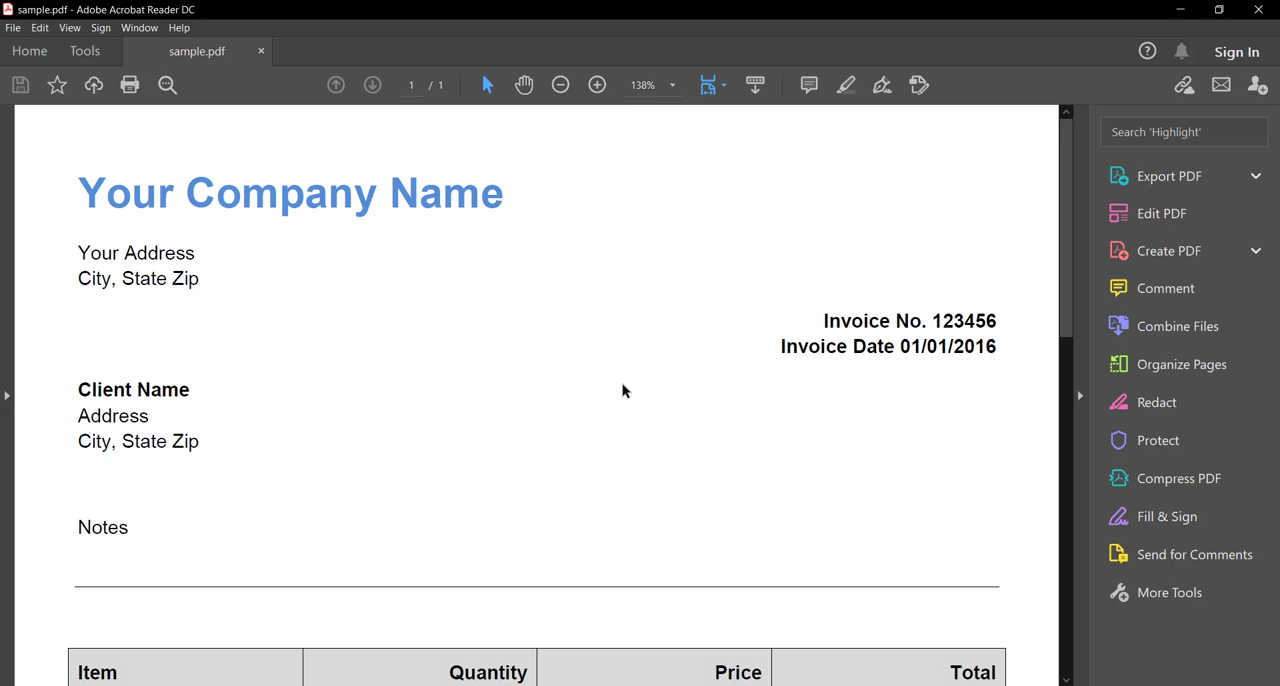 sample.pdf - Adobe Acrobat Reader DC
File Edit View Sign Window Help
Home Tools sample.pdf × Sign In
1 / 1 138%
Your Company Name
Your Address
City, State Zip
Invoice No. 123456
Invoice Date 01/01/2016
Client Name
Address
City, State Zip
Notes
Item Quantity Price Total
Search 'Highlight'
Export PDF
Edit PDF
Create PDF
Comment
Combine Files
Organize Pages
Redact
Protect
Compress PDF
Fill & Sign
Send for Comments
More Tools